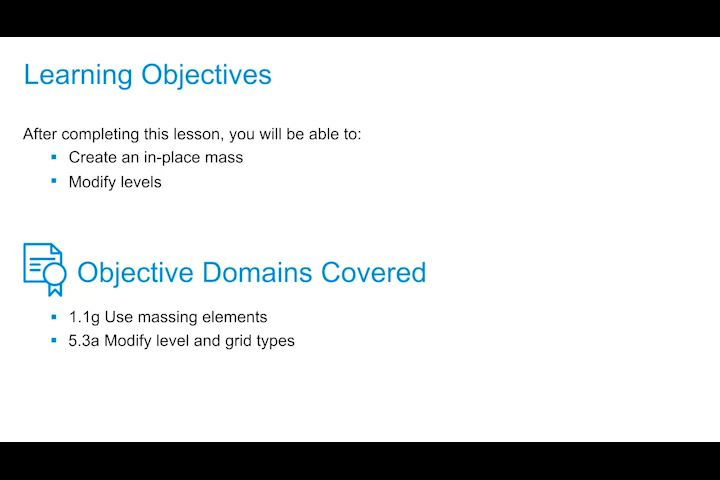 Learning Objectives
After completing this lesson, you will be able to:
Create an in-place mass
Modify levels
Objective Domains Covered
1.1g Use massing elements
5.3a Modify level and grid types